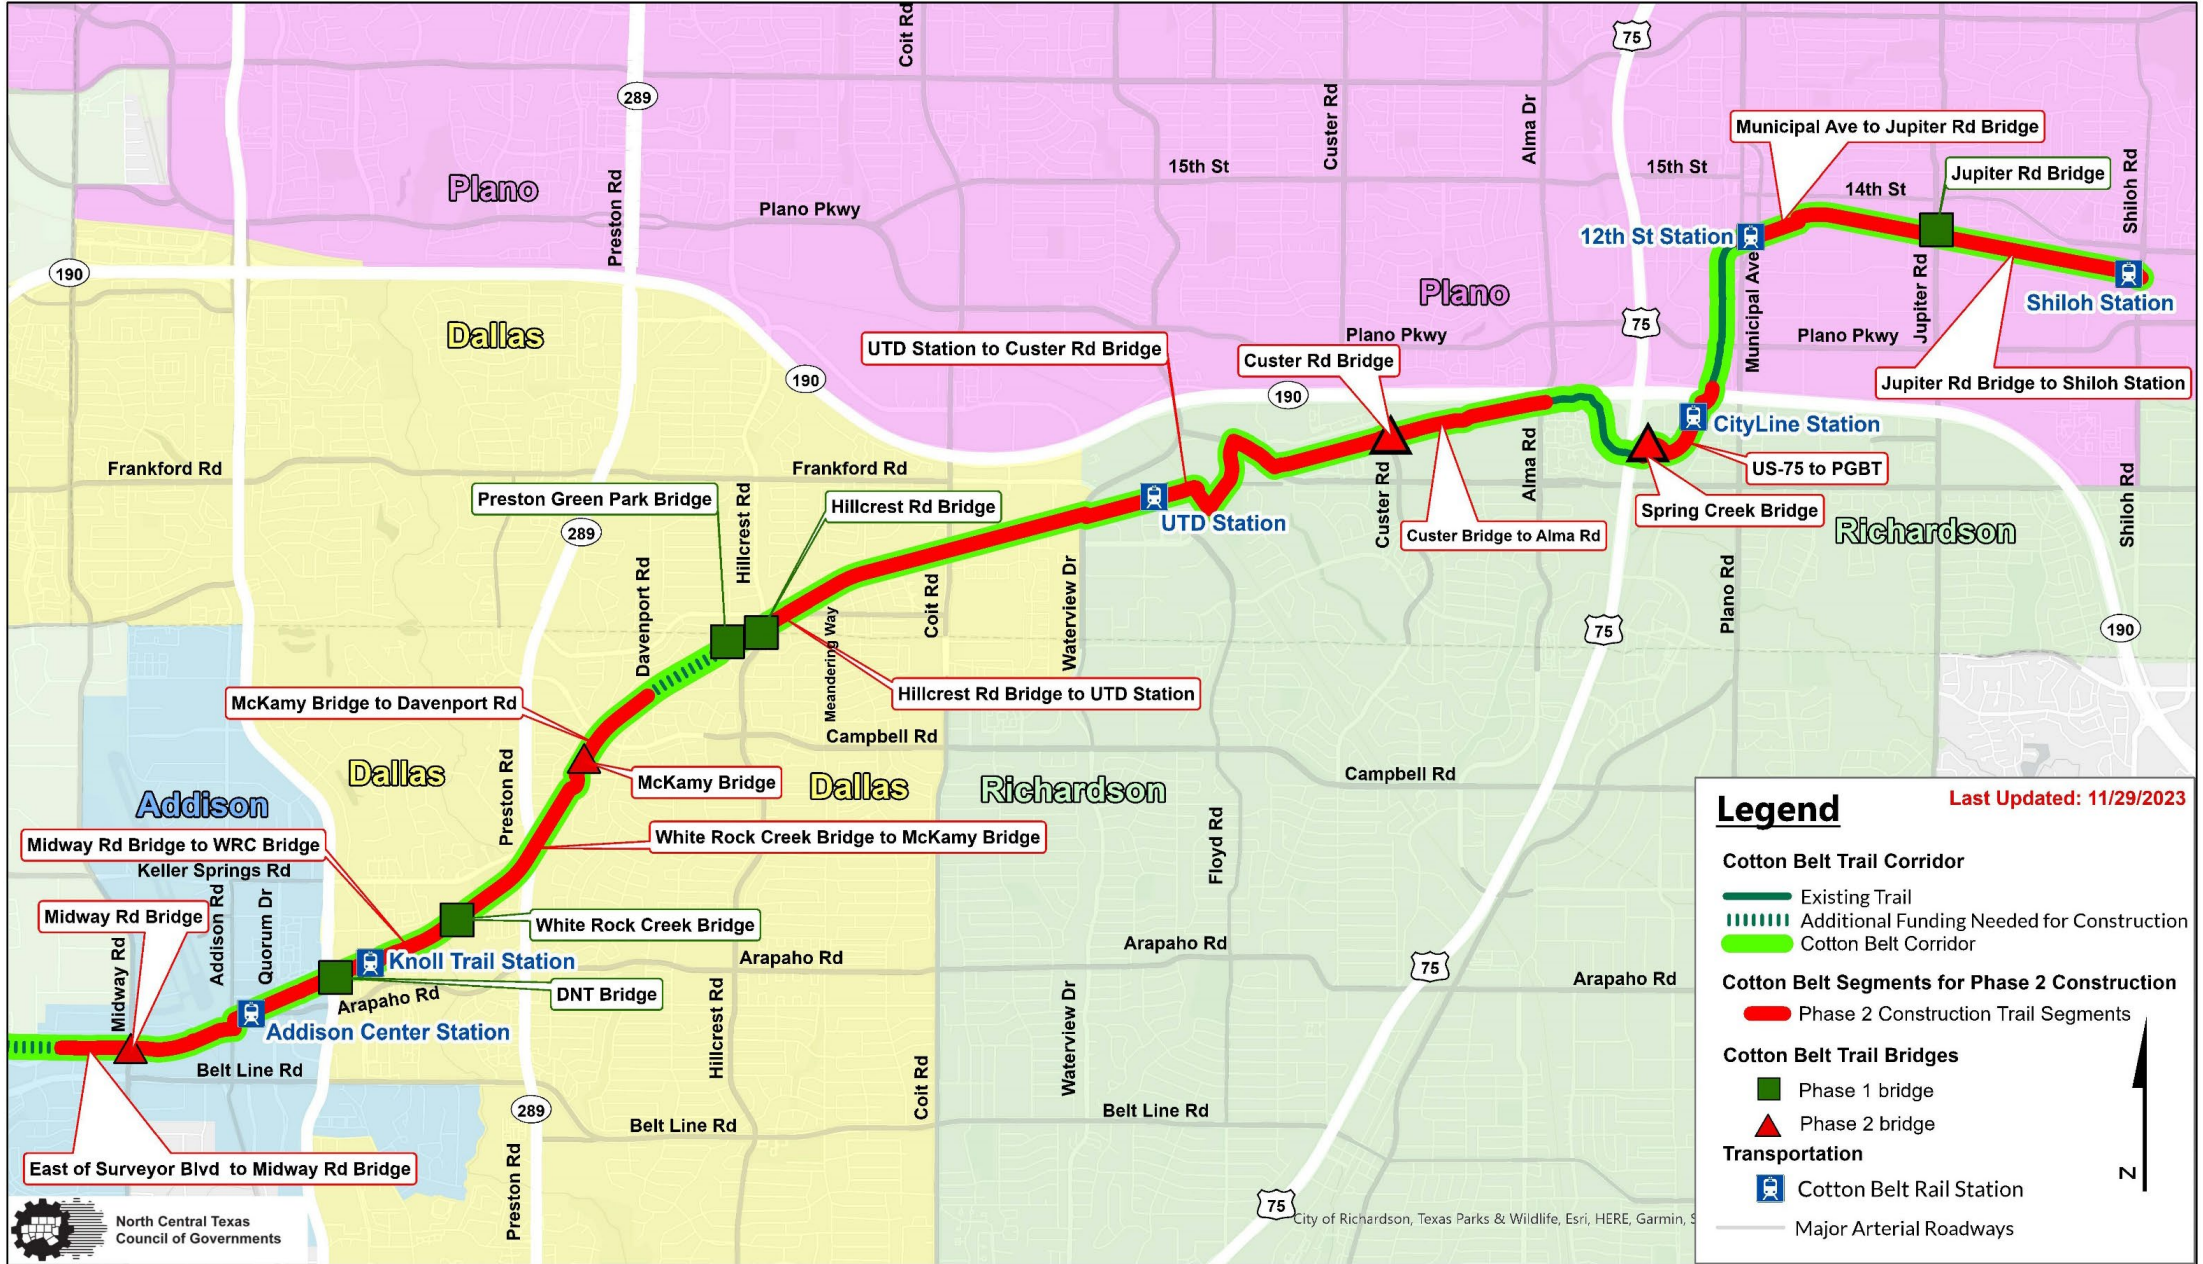 Coit Rd
75
289
Custer Rd
Alma Dr
Municipal Ave to Jupiter Rd Bridge
15th St
15th St
Jupiter Rd Bridge
Shiloh Rd
Plano
Preston Rd
14th St
Plano Pkwy
12th St Station
190
Municipal Ave
Jupiter Rd
Plano
Shiloh Station
Dallas
75
UTD Station to Custer Rd Bridge
Plano Pkwy
Plano Pkwy
Custer Rd Bridge
190
190
Jupiter Rd Bridge to Shiloh Station
CityLine Station
Frankford Rd
Frankford Rd
US-75 to PGBT
Preston Green Park Bridge
Hillcrest Rd
Hillcrest Rd Bridge
Custer Rd
Alma Rd
Shiloh Rd
UTD Station
Spring Creek Bridge
Richardson
289
Custer Bridge to Alma Rd
Davenport Rd
Coit Rd
Waterview Dr
Plano Rd
Meandering Way
75
190
McKamy Bridge to Davenport Rd
Hillcrest Rd Bridge to UTD Station
Campbell Rd
Dallas
Preston Rd
McKamy Bridge
Dallas
Richardson
Campbell Rd
Addison
Midway Rd Bridge to WRC Bridge
White Rock Creek Bridge to McKamy Bridge
Keller Springs Rd
Floyd Rd
Midway Rd Bridge
Addison Rd
Quorum Dr
White Rock Creek Bridge
Midway Rd
Knoll Trail Station
Arapaho Rd
Arapaho Rd
75
Arapaho Rd
Arapaho Rd
DNT Bridge
Addison Center Station
Hillcrest Rd
Waterview Dr
Belt Line Rd
Coit Rd
289
Belt Line Rd
Belt Line Rd
East of Surveyor Blvd to Midway Rd Bridge
Preston Rd
75
City of Richardson, Texas Parks & Wildlife, Esri, HERE, Garmin,
North Central Texas
Council of Governments
Legend
Last Updated: 11/29/2023
Cotton Belt Trail Corridor
Existing Trail
Additional Funding Needed for Construction
Cotton Belt Corridor
Cotton Belt Segments for Phase 2 Construction
Phase 2 Construction Trail Segments
Cotton Belt Trail Bridges
Phase 1 bridge
Phase 2 bridge
Transportation
Cotton Belt Rail Station
Major Arterial Roadways
N